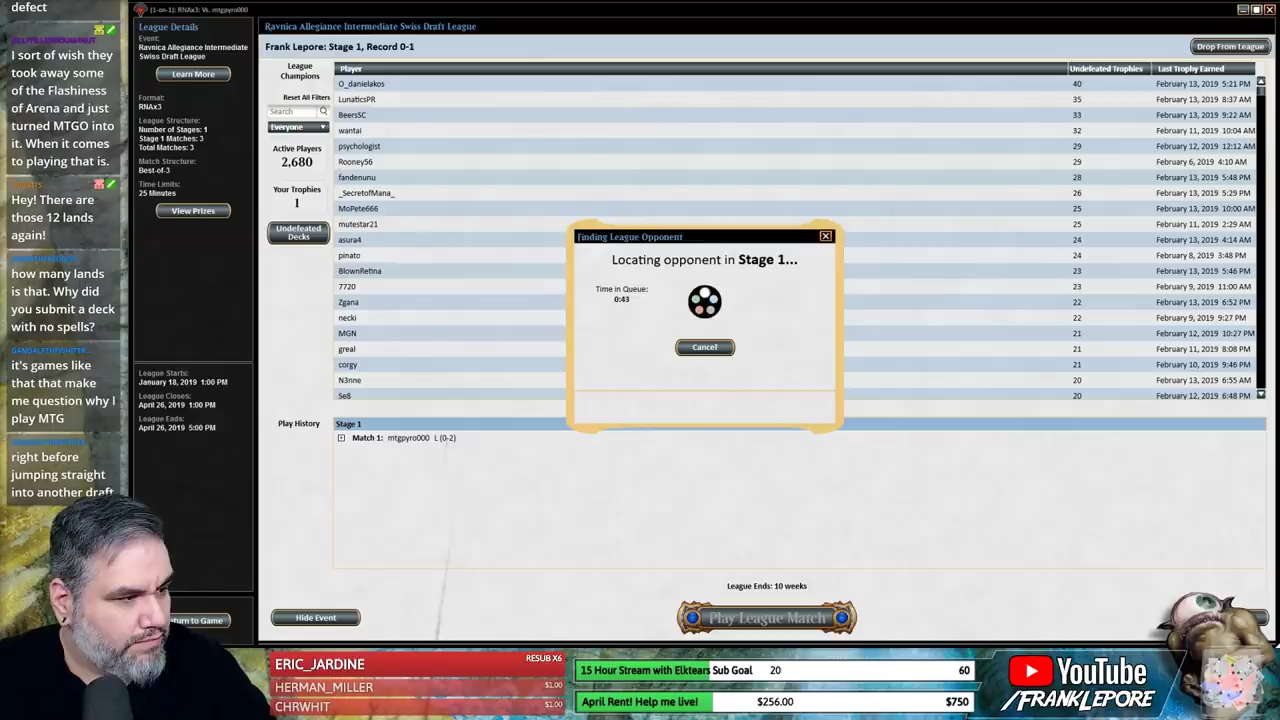 defect
I sort of wish they
took away some
of the Flashiness
of Arena and just
turned MTGO into
it. When it comes
to playing that is.
Hey! There are
those 12 lands
again!
how many lands
is that. Why did
you submit a deck
with no spells?
it's games like
that that make
me question why I
play MTG
right before
jumping straight
into another draft
(1-on-1): RNAx3: Vs. mtgpyro000
League Details
Event:
Ravnica Allegiance Intermediate
Swiss Draft League
Learn More
Format:
RNAx3
League Structure:
Number of Stages: 1
Stage 1 Matches: 3
Total Matches: 3
Match Structure:
Best-of-3
Time Limits:
25 Minutes
View Prizes
League Starts:
January 18, 2019 1:00 PM
League Closes:
April 26, 2019 1:00 PM
League Ends:
April 26, 2019 5:00 PM
to Game
Ravnica Allegiance Intermediate Swiss Draft League
Frank Lepore: Stage 1, Record 0-1
Drop From League
League
Champions
Reset All Filters
Search
Everyone
Active Players
2,680
Your Trophies
1
Undefeated
Decks
Player Undefeated Trophies Last Trophy Earned
O_danielakos 40 February 13, 2019 5:21 PM
LunaticsPR 35 February 13, 2019 8:37 AM
BeersSC 33 February 13, 2019 9:22 AM
wantai 32 February 11, 2019 10:04 AM
psychologist 29 February 12, 2019 12:12 AM
Rooney56 29 February 6, 2019 4:10 AM
fandenunu 28 February 13, 2019 5:48 PM
_SecretofMana_ 26 February 13, 2019 5:29 PM
MoPete666 25 February 13, 2019 10:00 AM
mutestar21 25 February 11, 2019 2:29 AM
asura4 24 February 13, 2019 4:14 AM
pinato 24 February 8, 2019 3:48 PM
BlownRetina 23 February 13, 2019 5:46 PM
7720 23 February 9, 2019 11:00 AM
Zgana 22 February 13, 2019 6:52 PM
necki 22 February 9, 2019 9:27 PM
MGN 21 February 12, 2019 10:27 PM
greal 21 February 11, 2019 8:08 PM
corgy 21 February 10, 2019 9:46 PM
N3nne 20 February 13, 2019 6:55 AM
Se8 20 February 12, 2019 6:48 PM
Finding League Opponent
Locating opponent in Stage 1...
Time in Queue:
0:43
Cancel
Play History
Stage 1
Match 1: mtgpyro000 L (0-2)
League Ends: 10 weeks
Hide Event
Play League Match
ERIC_JARDINE RESUB X6
HERMAN_MILLER $1.00
CHRWHIT $1.00
15 Hour Stream with Elktears Sub Goal 20 60
April Rent! Help me live! $256.00 $750
YouTube
/FRANKLEPORE